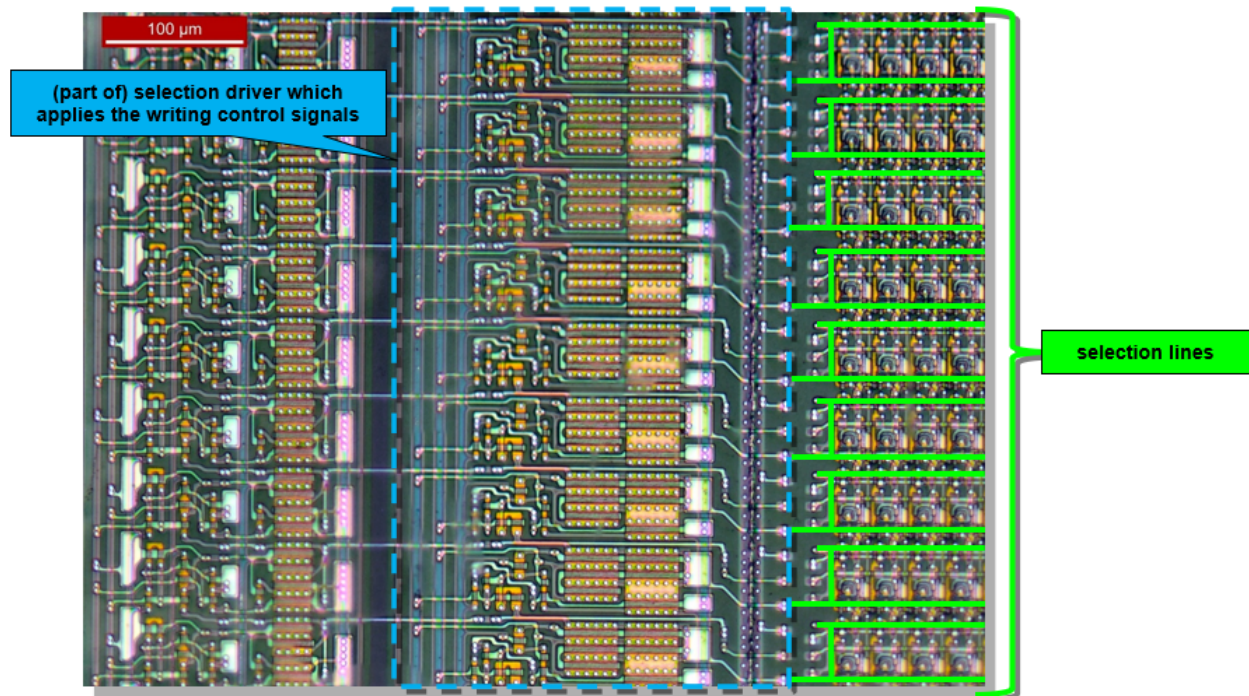 100 µm
(part of) selection driver which
applies the writing control signals
selection lines